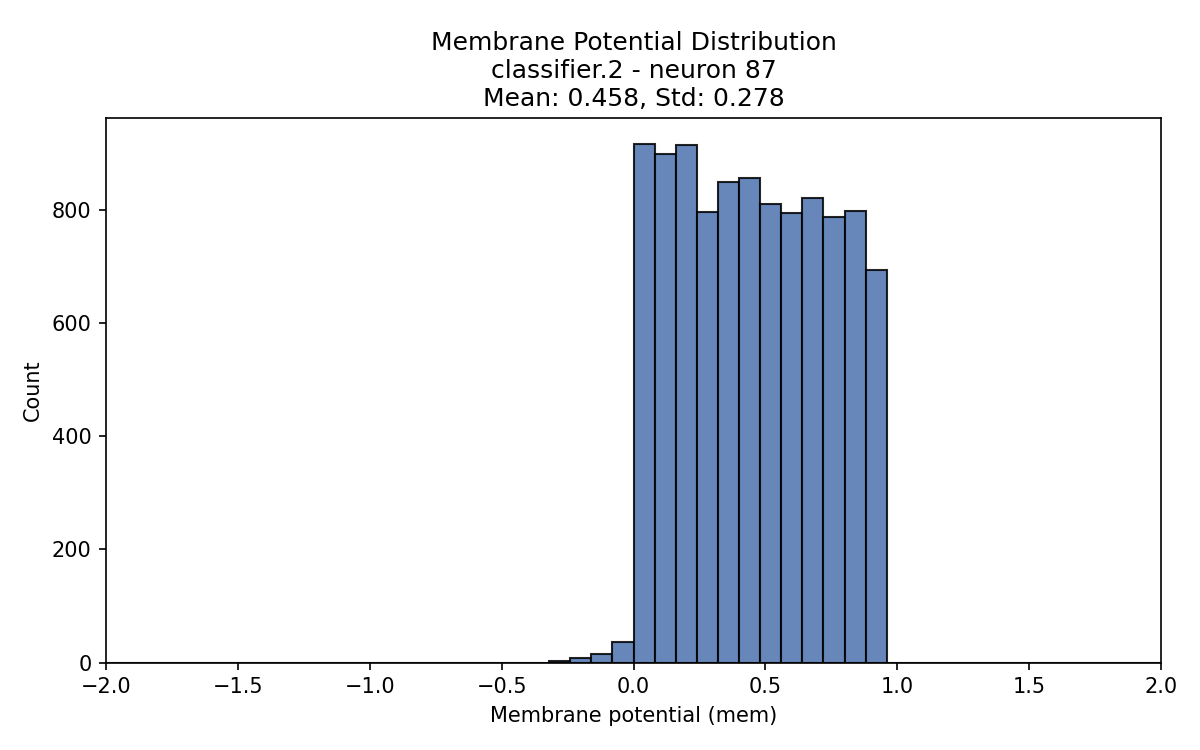 Membrane Potential Distribution
classifier.2 - neuron 87
Mean: 0.458, Std: 0.278
Count
800
600
400
200
0
−2.0 −1.5 −1.0 −0.5 0.0 0.5 1.0 1.5 2.0
Membrane potential (mem)